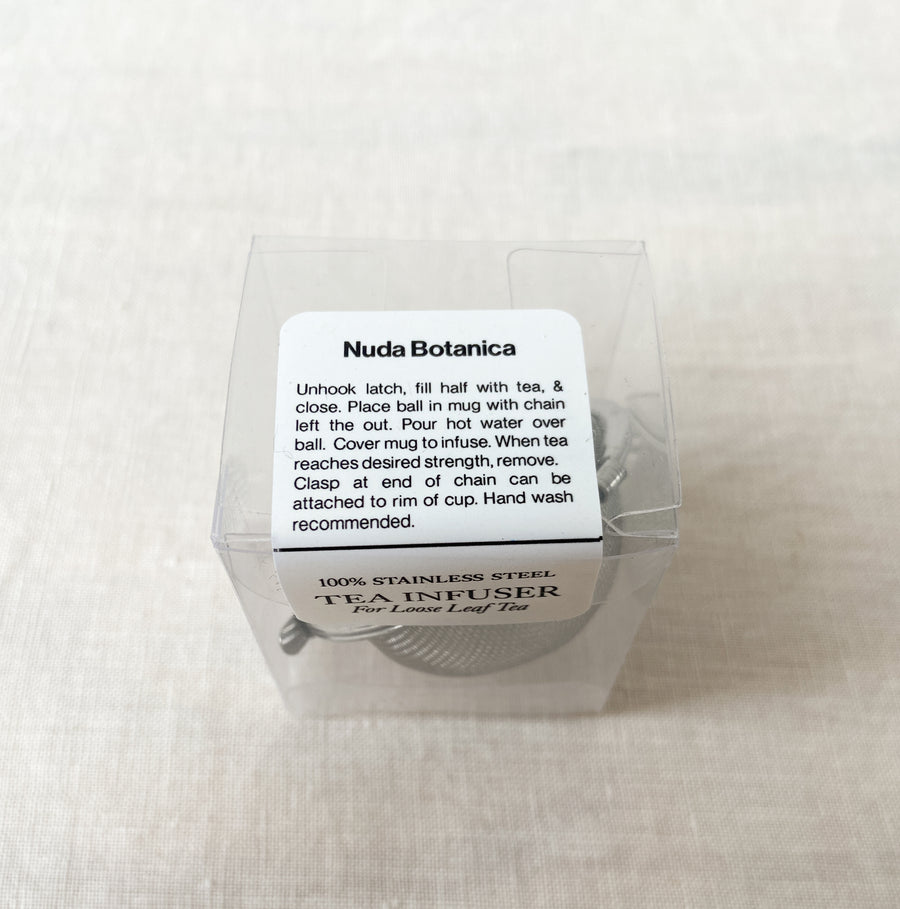 Nuda Botanica
Unhook latch, fill half with tea, &
close. Place ball in mug with chain
left the out. Pour hot water over
ball. Cover mug to infuse. When tea
reaches desired strength, remove.
Clasp at end of chain can be
attached to rim of cup. Hand wash
recommended.
100% STAINLESS STEEL
TEA INFUSER
For Loose Leaf Tea